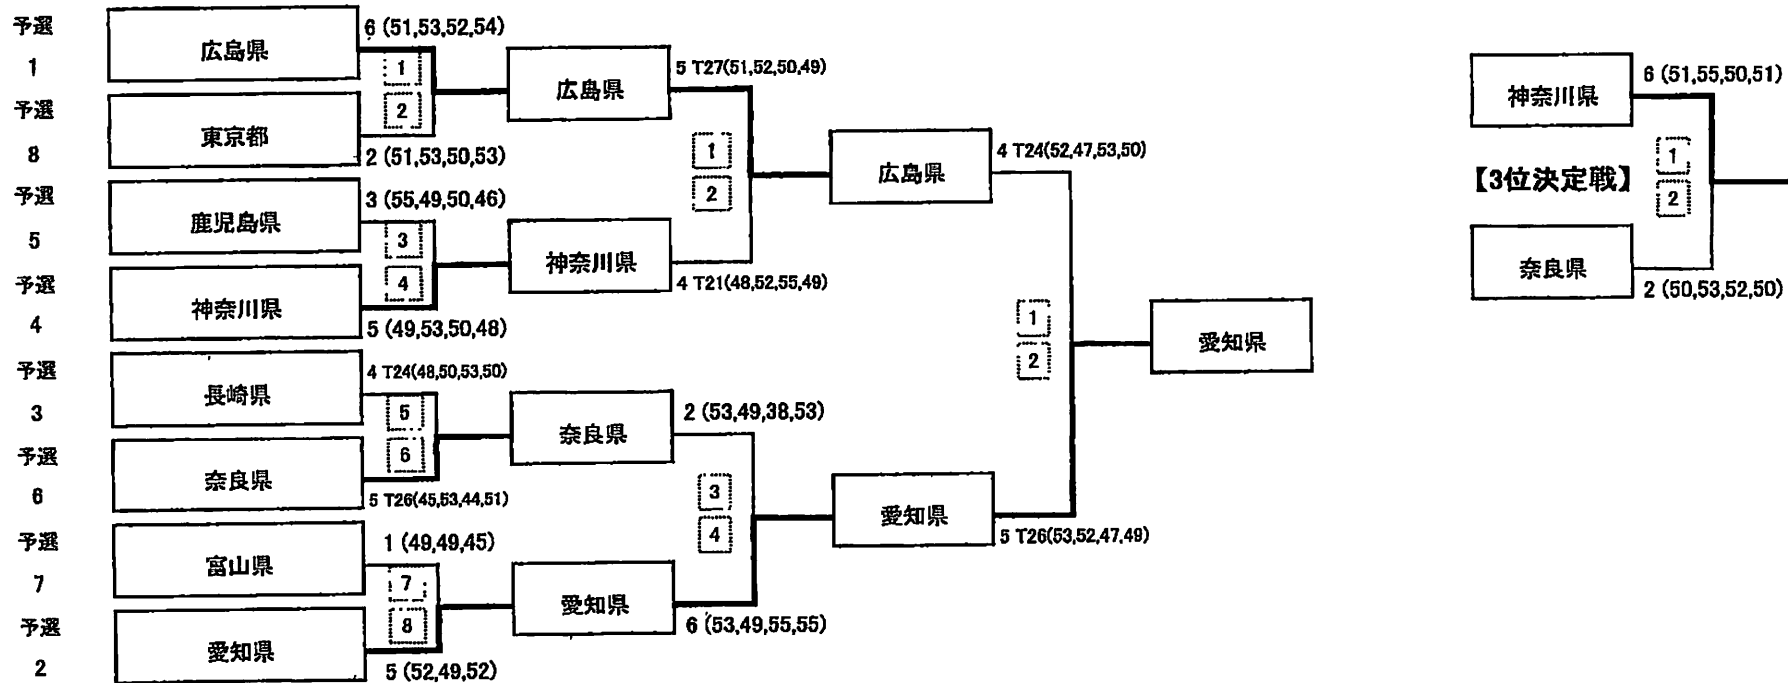 予選
1
広島県
6 (51,53,52,54)
1
2
予選
8
東京都
2 (51,53,50,53)
予選
5
鹿児島県
3 (55,49,50,46)
3
4
予選
4
神奈川県
5 (49,53,50,48)
予選
3
長崎県
4 T24(48,50,53,50)
5
6
予選
6
奈良県
5 T26(45,53,44,51)
予選
7
富山県
1 (49,49,45)
7
8
予選
2
愛知県
5 (52,49,52)
広島県
5 T27(51,52,50,49)
1
2
神奈川県
4 T21(48,52,55,49)
奈良県
2 (53,49,38,53)
3
4
愛知県
6 (53,49,55,55)
広島県
4 T24(52,47,53,50)
1
2
愛知県
5 T26(53,52,47,49)
愛知県
神奈川県
6 (51,55,50,51)
【3位決定戦】
1
2
奈良県
2 (50,53,52,50)